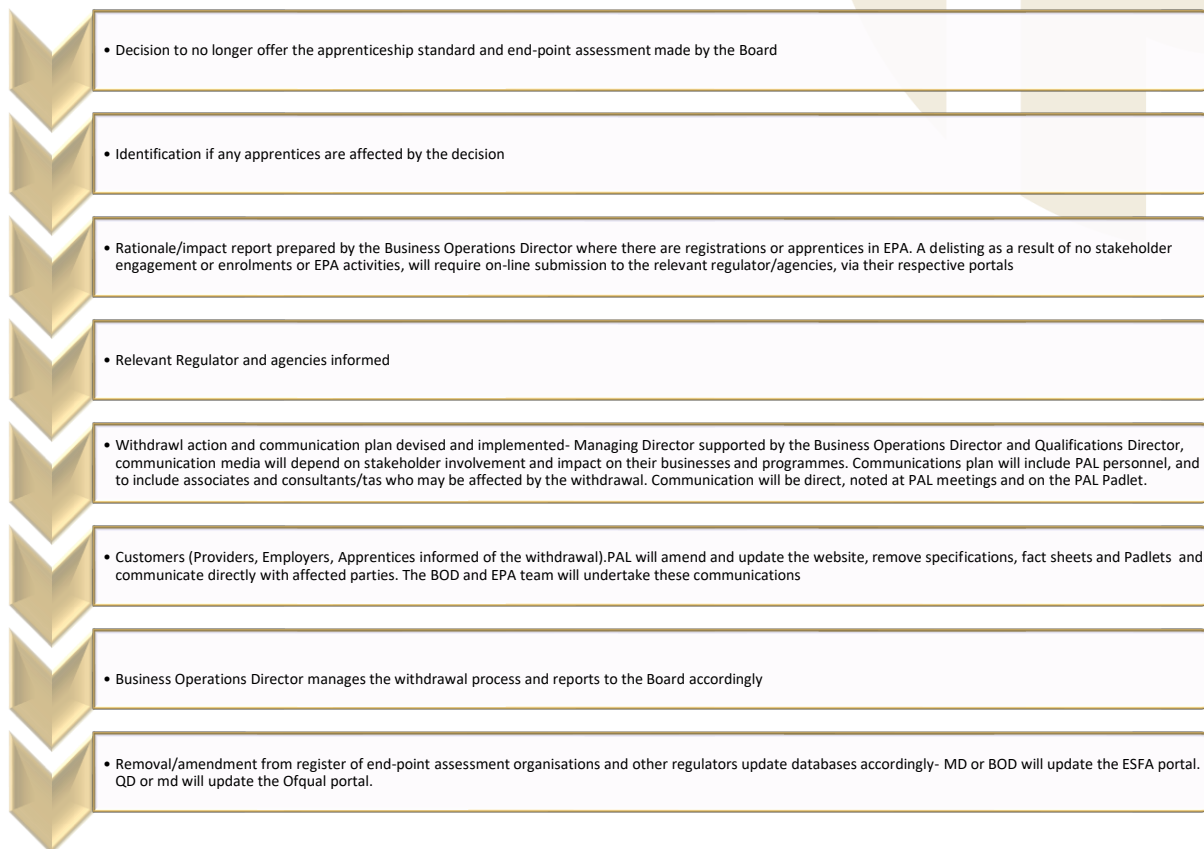 • Decision to no longer offer the apprenticeship standard and end-point assessment made by the Board
• Identification if any apprentices are affected by the decision
• Rationale/impact report prepared by the Business Operations Director where there are registrations or apprentices in EPA. A delisting as a result of no stakeholder
engagement or enrolments or EPA activities, will require on-line submission to the relevant regulator/agencies, via their respective portals
• Relevant Regulator and agencies informed
• Withdrawl action and communication plan devised and implemented- Managing Director supported by the Business Operations Director and Qualifications Director,
communication media will depend on stakeholder involvement and impact on their businesses and programmes. Communications plan will include PAL personnel, and
to include associates and consultants/tas who may be affected by the withdrawal. Communication will be direct, noted at PAL meetings and on the PAL Padlet.
• Customers (Providers, Employers, Apprentices informed of the withdrawal).PAL will amend and update the website, remove specifications, fact sheets and Padlets and
communicate directly with affected parties. The BOD and EPA team will undertake these communications
• Business Operations Director manages the withdrawal process and reports to the Board accordingly
• Removal/amendment from register of end-point assessment organisations and other regulators update databases accordingly- MD or BOD will update the ESFA portal.
QD or md will update the Ofqual portal.